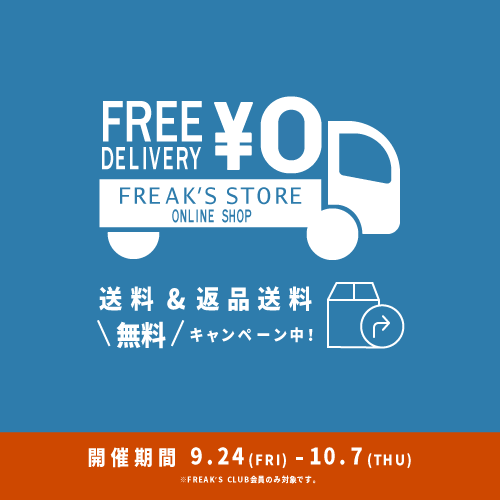 FREE
DELIVERY
¥0
FREAK'S STORE
ONLINE SHOP
送料&返品送料
\無料/キャンペーン中!
開催期間 9.24(FRI) - 10.7(THU)
※FREAK'S CLUB会員のみ対象です。